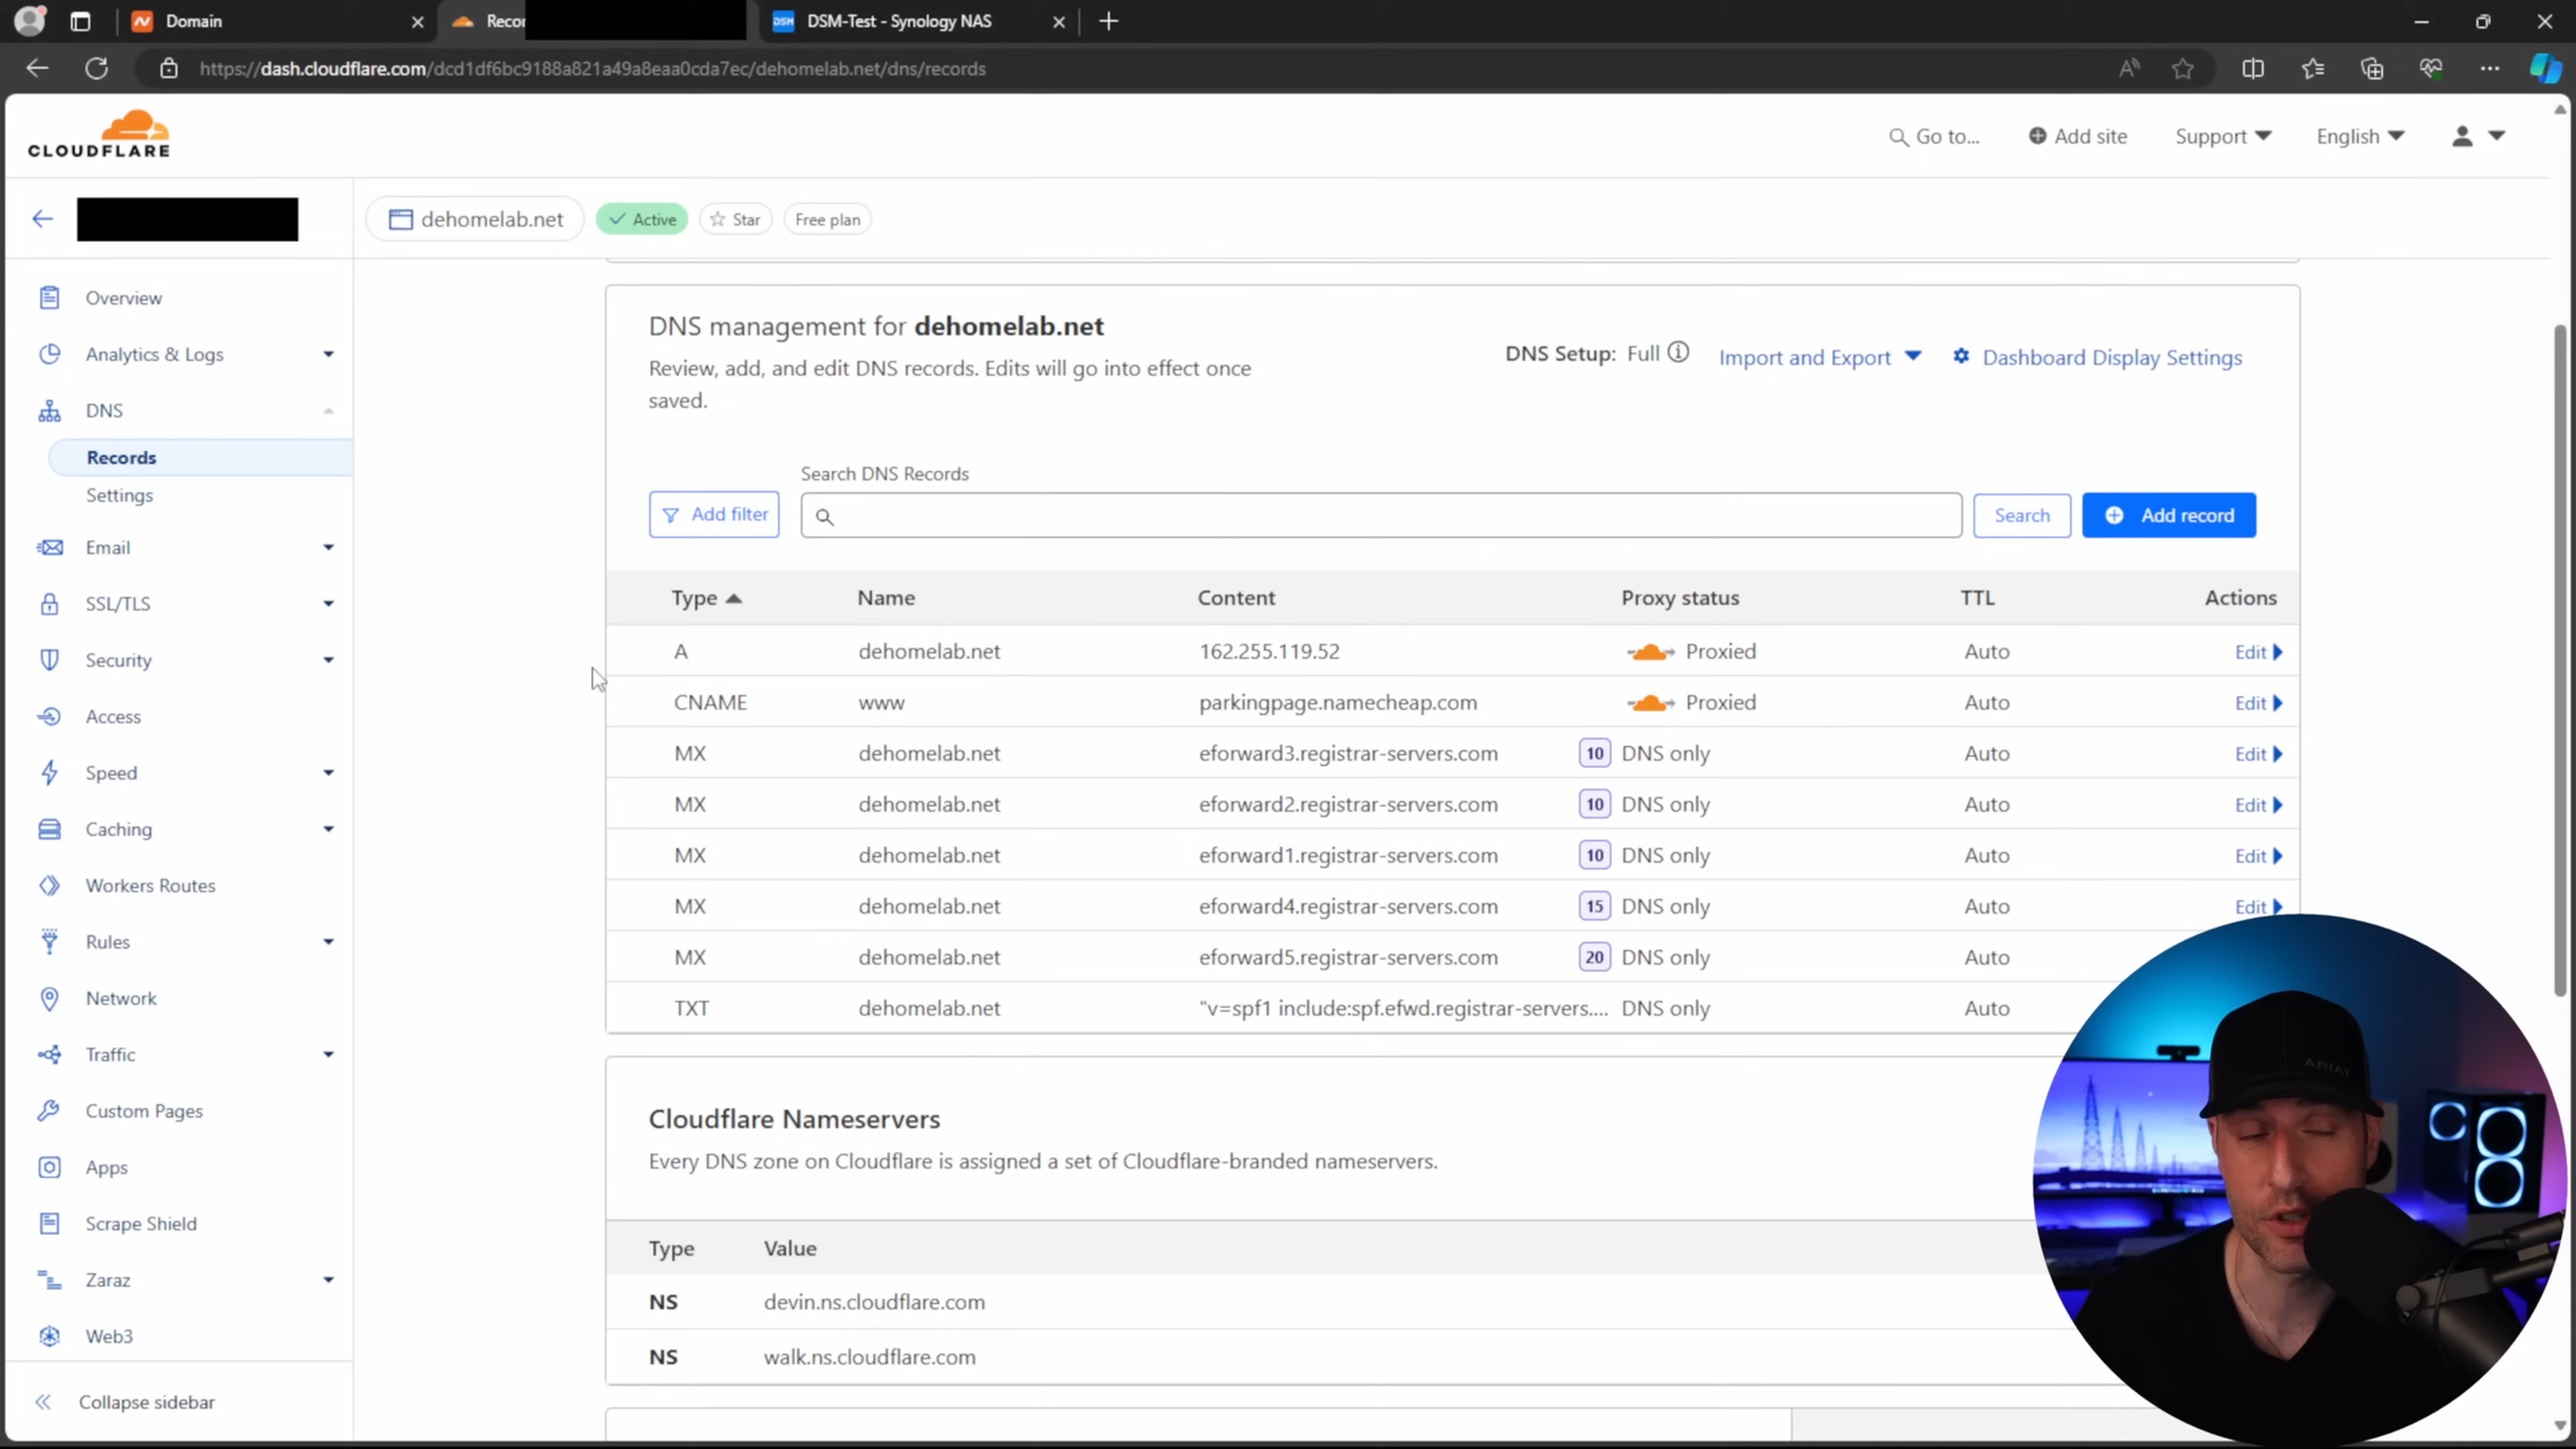 Domain
Recor
DSM-Test - Synology NAS
https://dash.cloudflare.com/dcd1df6bc9188a821a49a8eaa0cda7ec/dehomelab.net/dns/records
CLOUDFLARE
Go to...
Add site
Support
English
dehomelab.net
Active
Star
Free plan
Overview
Analytics & Logs
DNS
Records
Settings
Email
SSL/TLS
Security
Access
Speed
Caching
Workers Routes
Rules
Network
Traffic
Custom Pages
Apps
Scrape Shield
Zaraz
Web3
Collapse sidebar
DNS management for dehomelab.net
Review, add, and edit DNS records. Edits will go into effect once
saved.
DNS Setup: Full
Import and Export
Dashboard Display Settings
Search DNS Records
Add filter
Search
Add record
Type Name Content Proxy status TTL Actions
A dehomelab.net 162.255.119.52 Proxied Auto Edit
CNAME www parkingpage.namecheap.com Proxied Auto Edit
MX dehomelab.net eforward3.registrar-servers.com 10 DNS only Auto Edit
MX dehomelab.net eforward2.registrar-servers.com 10 DNS only Auto Edit
MX dehomelab.net eforward1.registrar-servers.com 10 DNS only Auto Edit
MX dehomelab.net eforward4.registrar-servers.com 15 DNS only Auto Edit
MX dehomelab.net eforward5.registrar-servers.com 20 DNS only Auto
TXT dehomelab.net "v=spf1 include:spf.efwd.registrar-servers.... DNS only Auto
Cloudflare Nameservers
Every DNS zone on Cloudflare is assigned a set of Cloudflare-branded nameservers.
Type Value
NS devin.ns.cloudflare.com
NS walk.ns.cloudflare.com
ARIAT